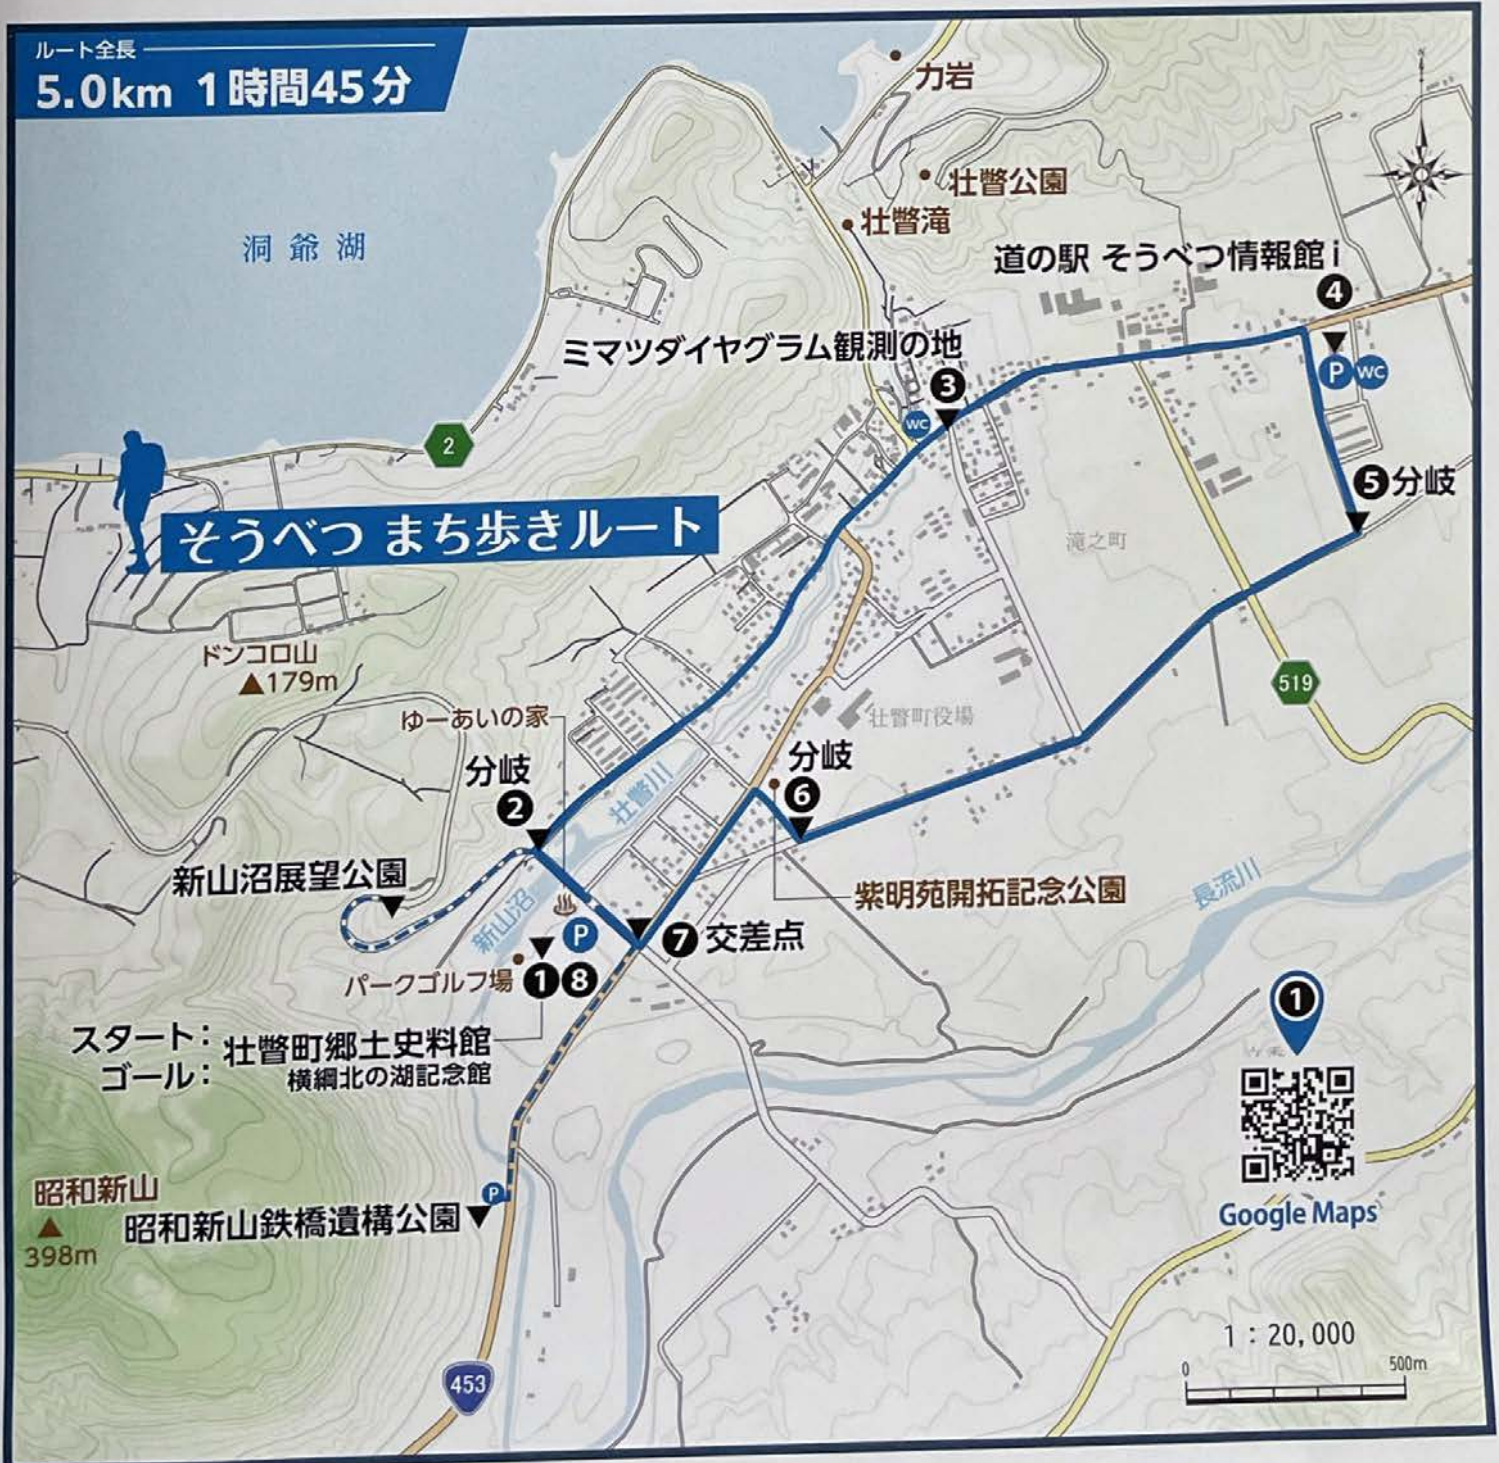 ルート全長
5.0km 1時間45分
力岩
壮瞥公園
壮瞥滝
洞爺湖
道の駅 そうべつ情報館i
4
P WC
ミマツダイヤグラム観測の地
3
WC
2
5分岐
そうべつ まち歩きルート
滝之町
ドンコロ山
▲179m
519
ゆーあいの家
壮瞥町役場
分岐
2
分岐
6
壮瞥川
新山沼展望公園
紫明苑開拓記念公園
長流川
新山沼
P
7 交差点
パークゴルフ場
1 8
スタート：
ゴール：
壮瞥町郷土史料館
横綱北の湖記念館
1
昭和新山
▲
398m
P
昭和新山鉄橋遺構公園
Google Maps
453
1：20,000
0 500m